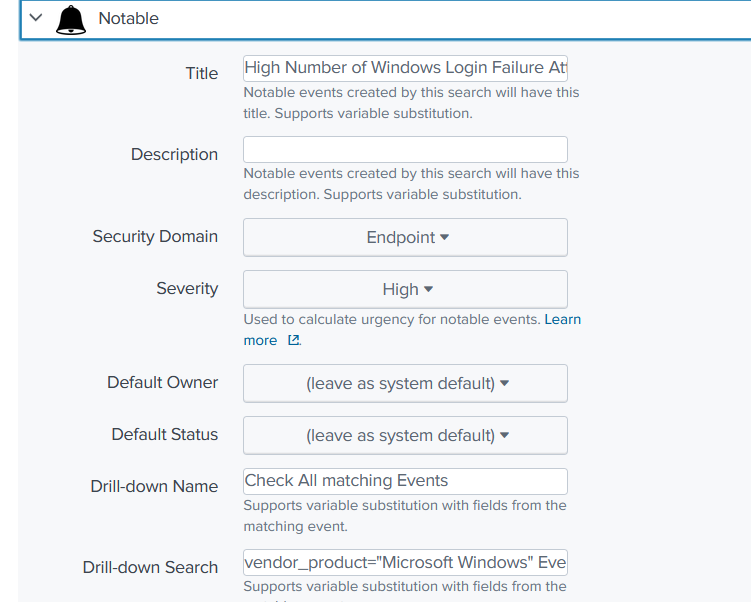 Notable
Title
High Number of Windows Login Failure
Notable events created by this search will have this
title. Supports variable substitution.
Description
Notable events created by this search will have this
description. Supports variable substitution.
Security Domain
Endpoint
Severity
High
Used to calculate urgency for notable events. Learn
more
Default Owner
(leave as system default)
Default Status
(leave as system default)
Drill-down Name
Check All matching Events
Supports variable substitution with fields from the
matching event.
Drill-down Search
vendor_product="Microsoft Windows" Eve
Supports variable substitution with fields from the